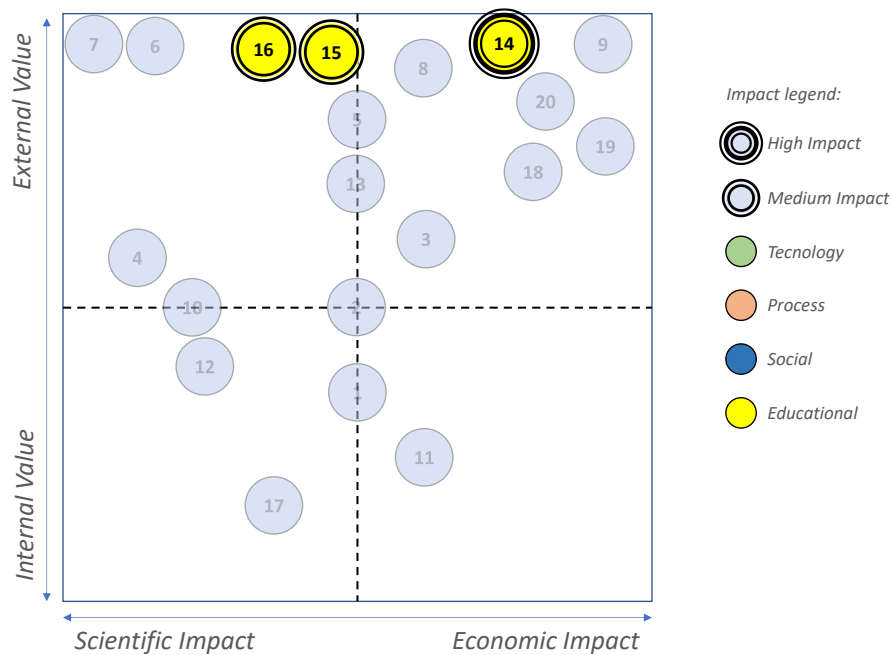 7
6
16
15
8
14
9
20
5
19
18
13
3
4
10
2
12
1
11
17
External Value
Internal Value
Scientific Impact
Economic Impact
Impact legend:
High Impact
Medium Impact
Tecnology
Process
Social
Educational